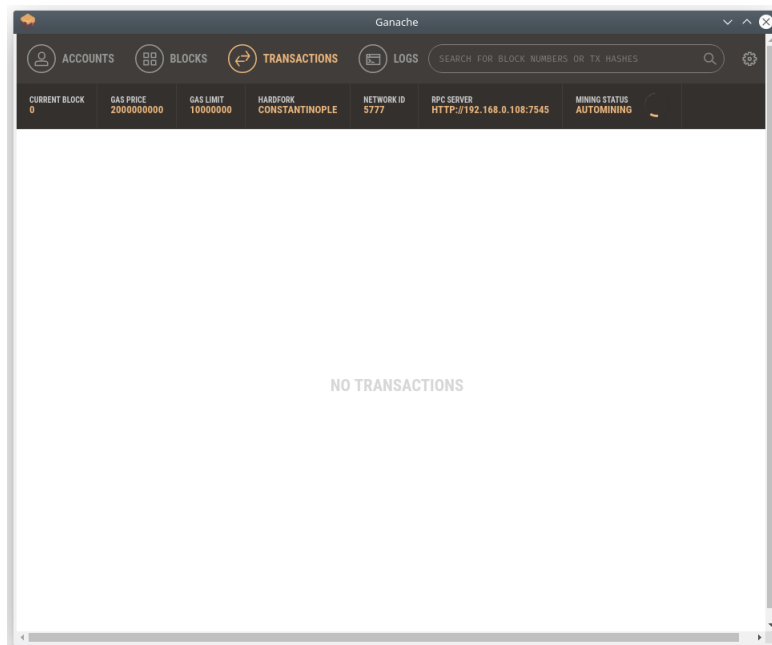 Ganache
ACCOUNTS BLOCKS TRANSACTIONS LOGS SEARCH FOR BLOCK NUMBERS OR TX HASHES
CURRENT BLOCK GAS PRICE GAS LIMIT HARDFORK NETWORK ID RPC SERVER MINING STATUS
0 2000000000 10000000 CONSTANTINOPLE 5777 HTTP://192.168.0.108:7545 AUTOMINING
NO TRANSACTIONS